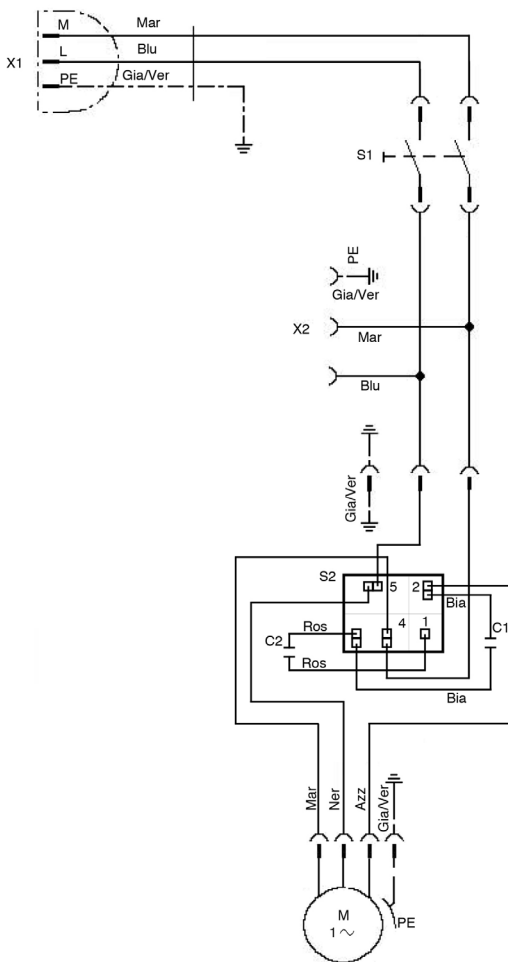 M
Mar
X1
L
Blu
PE
Gia/Ver
S1
PE
Gia/Ver
X2
Mar
Blu
Gia/Ver
S2
5
2
Bia
Ros
4
1
C2
C1
Ros
Bia
Mar
Ner
Azz
Gia/Ver
M
1 ~
PE